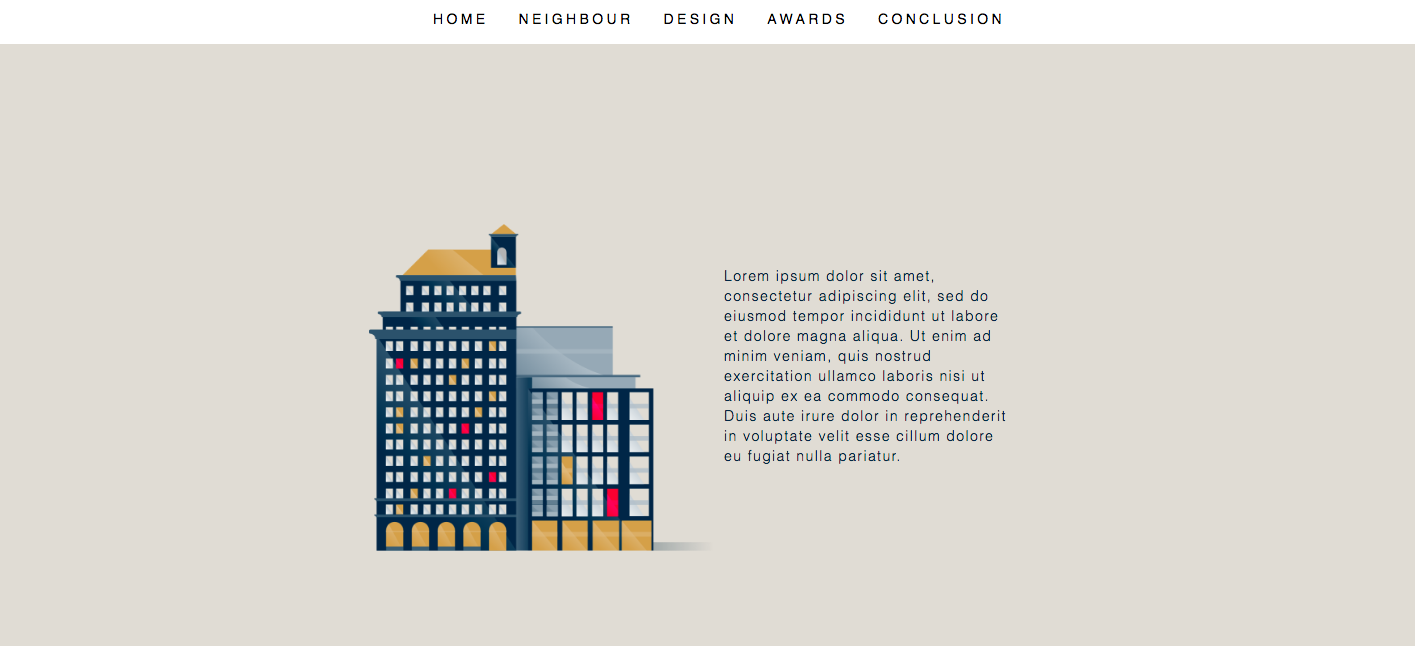 HOME NEIGHBOUR DESIGN AWARDS CONCLUSION
Lorem ipsum dolor sit amet,
consectetur adipiscing elit, sed do
eiusmod tempor incididunt ut labore
et dolore magna aliqua. Ut enim ad
minim veniam, quis nostrud
exercitation ullamco laboris nisi ut
aliquip ex ea commodo consequat.
Duis aute irure dolor in reprehenderit
in voluptate velit esse cillum dolore
eu fugiat nulla pariatur.